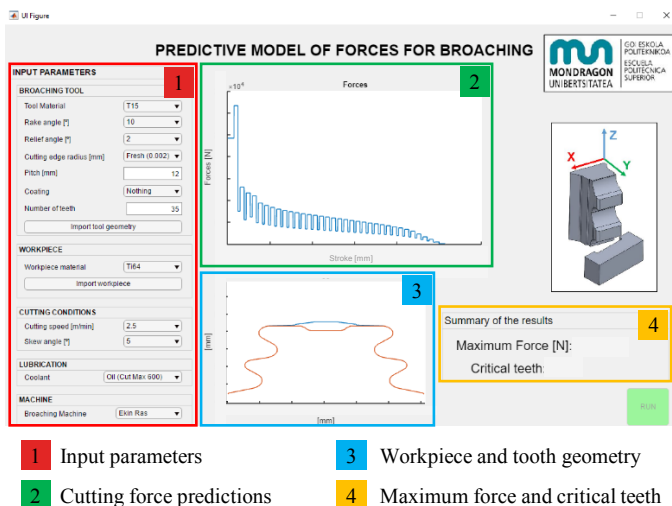 UI Figure
PREDICTIVE MODEL OF FORCES FOR BROACHING
MONDRAGON
UNIBERTSITATEA
GOI ESKOLA
POLITEKNIKOA
ESCUELA
POLITÉCNICA
SUPERIOR
INPUT PARAMETERS
1
BROACHING TOOL
Tool Material T15
Rake angle [º] 10
Relief angle [º] 2
Cutting edge radius [mm] Fresh (0.002)
Pitch [mm] 12
Coating Nothing
Number of teeth 35
Import tool geometry
WORKPIECE
Workpiece material Ti64
Import workpiece
CUTTING CONDITIONS
Cutting speed [m/min] 2.5
Skew angle [º] 5
LUBRICATION
Coolant Oil (Cut Max 600)
MACHINE
Broaching Machine Ekin Ras
2
×10⁴
Forces
Forces [N]
Stroke [mm]
3
[mm]
[mm]
Z
X
Y
Summary of the results
4
Maximum Force [N]:
Critical teeth:
RUN
1 Input parameters
3 Workpiece and tooth geometry
2 Cutting force predictions
4 Maximum force and critical teeth